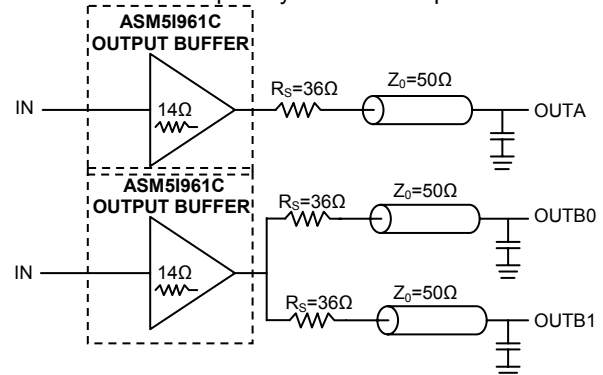 ASM5I961C
OUTPUT BUFFER
IN
14Ω
RS=36Ω
Z0=50Ω
OUTA
ASM5I961C
OUTPUT BUFFER
IN
14Ω
RS=36Ω
Z0=50Ω
OUTB0
RS=36Ω
Z0=50Ω
OUTB1